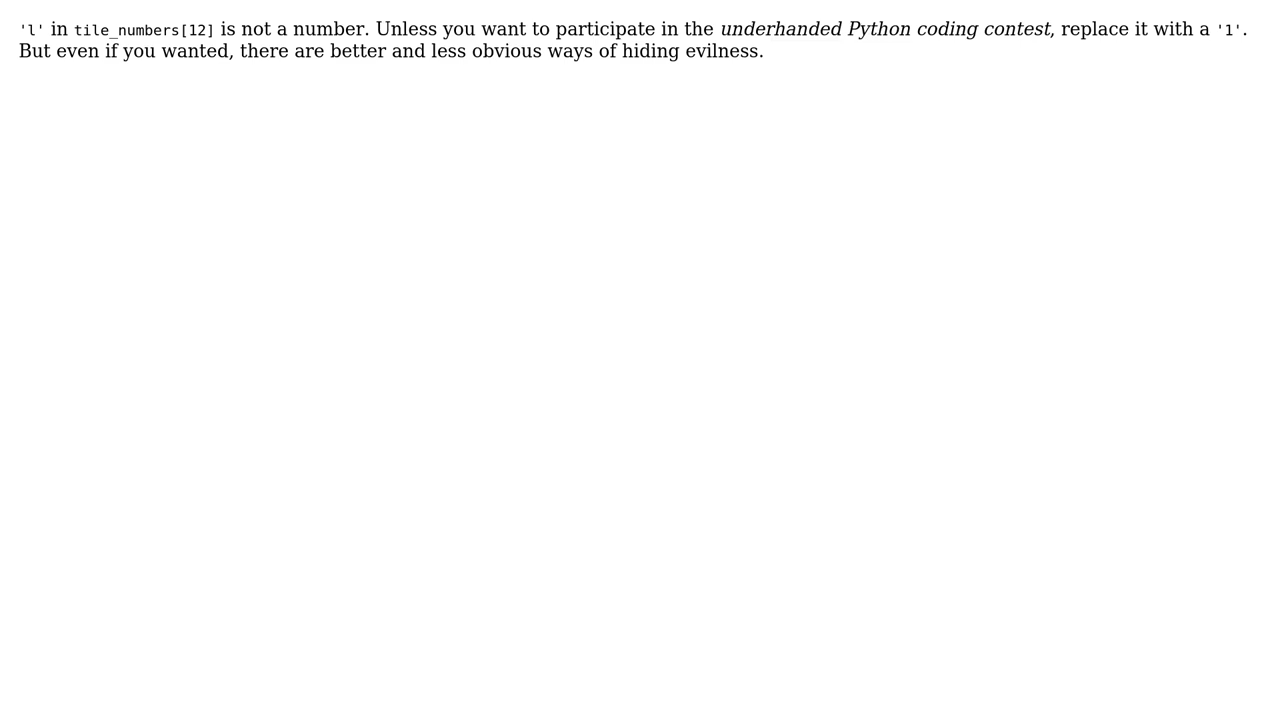 'l' in tile_numbers[12] is not a number. Unless you want to participate in the underhanded Python coding contest, replace it with a '1'.
But even if you wanted, there are better and less obvious ways of hiding evilness.